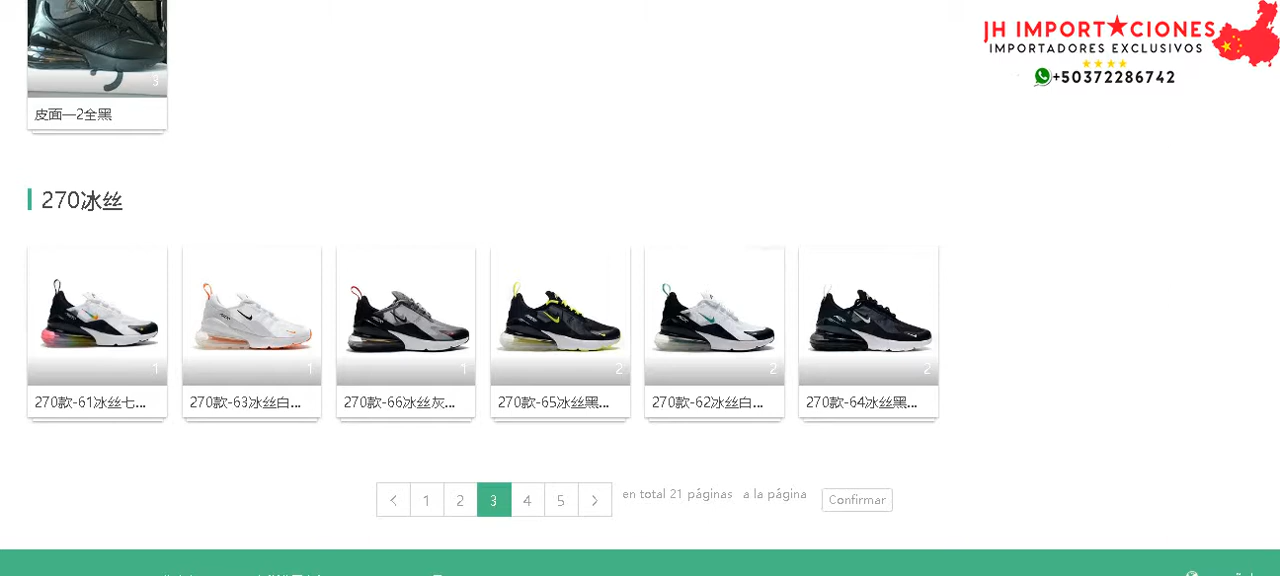 JH IMPORT★CIONES
IMPORTADORES EXCLUSIVOS
+50372286742
3
皮面—2全黑
270冰丝
1
1
1
2
2
2
270款-61冰丝七...
270款-63冰丝白...
270款-66冰丝灰...
270款-65冰丝黑...
270款-62冰丝白...
270款-64冰丝黑...
< 1 2 3 4 5 > en total 21 páginas a la página Confirmar